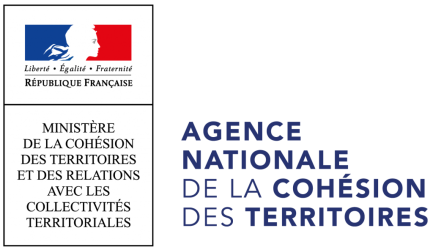 Liberté • Égalité • Fraternité
RÉPUBLIQUE FRANÇAISE
MINISTÈRE
DE LA COHÉSION
DES TERRITOIRES
ET DES RELATIONS
AVEC LES
COLLECTIVITÉS
TERRITORIALES
AGENCE
NATIONALE
DE LA COHÉSION
DES TERRITOIRES